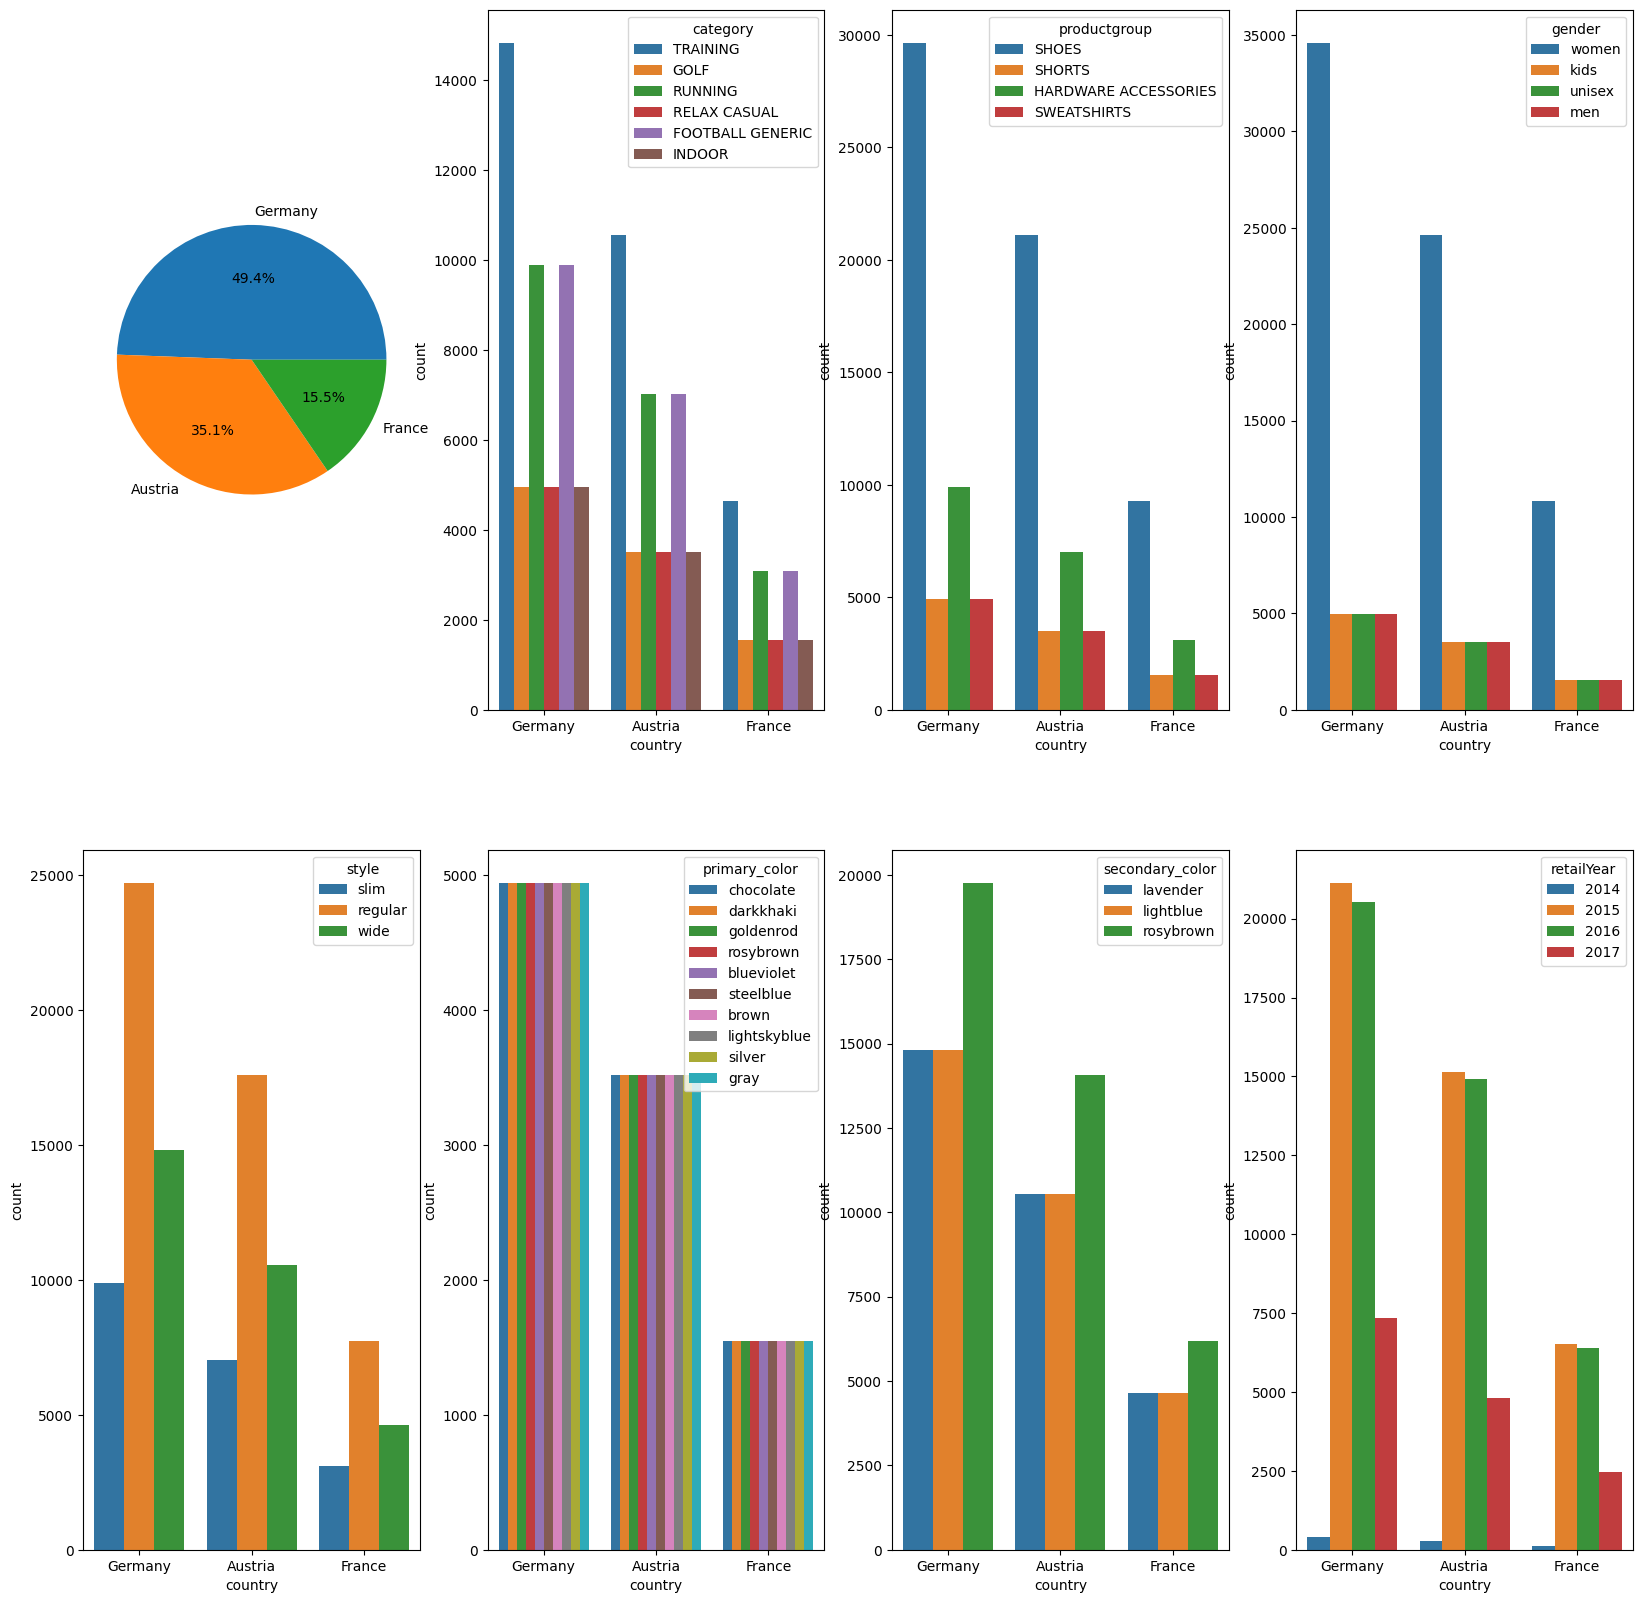 Germany
49.4%
35.1%
15.5%
France
Austria
category
TRAINING
GOLF
RUNNING
RELAX CASUAL
FOOTBALL GENERIC
INDOOR
14000
12000
10000
8000
6000
4000
2000
0
count
Germany
Austria
France
country
productgroup
SHOES
SHORTS
HARDWARE ACCESSORIES
SWEATSHIRTS
30000
25000
20000
15000
10000
5000
0
count
Germany
Austria
France
country
gender
women
kids
unisex
men
35000
30000
25000
20000
15000
10000
5000
0
count
Germany
Austria
France
country
style
slim
regular
wide
25000
20000
15000
10000
5000
0
count
Germany
Austria
France
country
primary_color
chocolate
darkkhaki
goldenrod
rosybrown
blueviolet
steelblue
brown
lightskyblue
silver
gray
5000
4000
3000
2000
1000
0
count
Germany
Austria
France
country
secondary_color
lavender
lightblue
rosybrown
20000
17500
15000
12500
10000
7500
5000
2500
0
count
Germany
Austria
France
country
retailYear
2014
2015
2016
2017
20000
17500
15000
12500
10000
7500
5000
2500
0
count
Germany
Austria
France
country